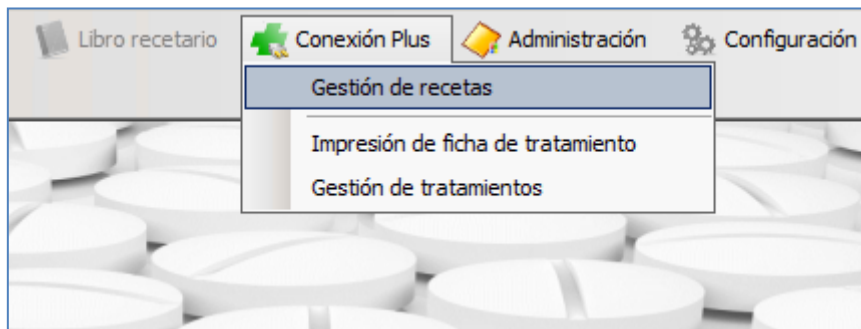 Libro recetario Conexión Plus Administración Configuración
Gestión de recetas
Impresión de ficha de tratamiento
Gestión de tratamientos